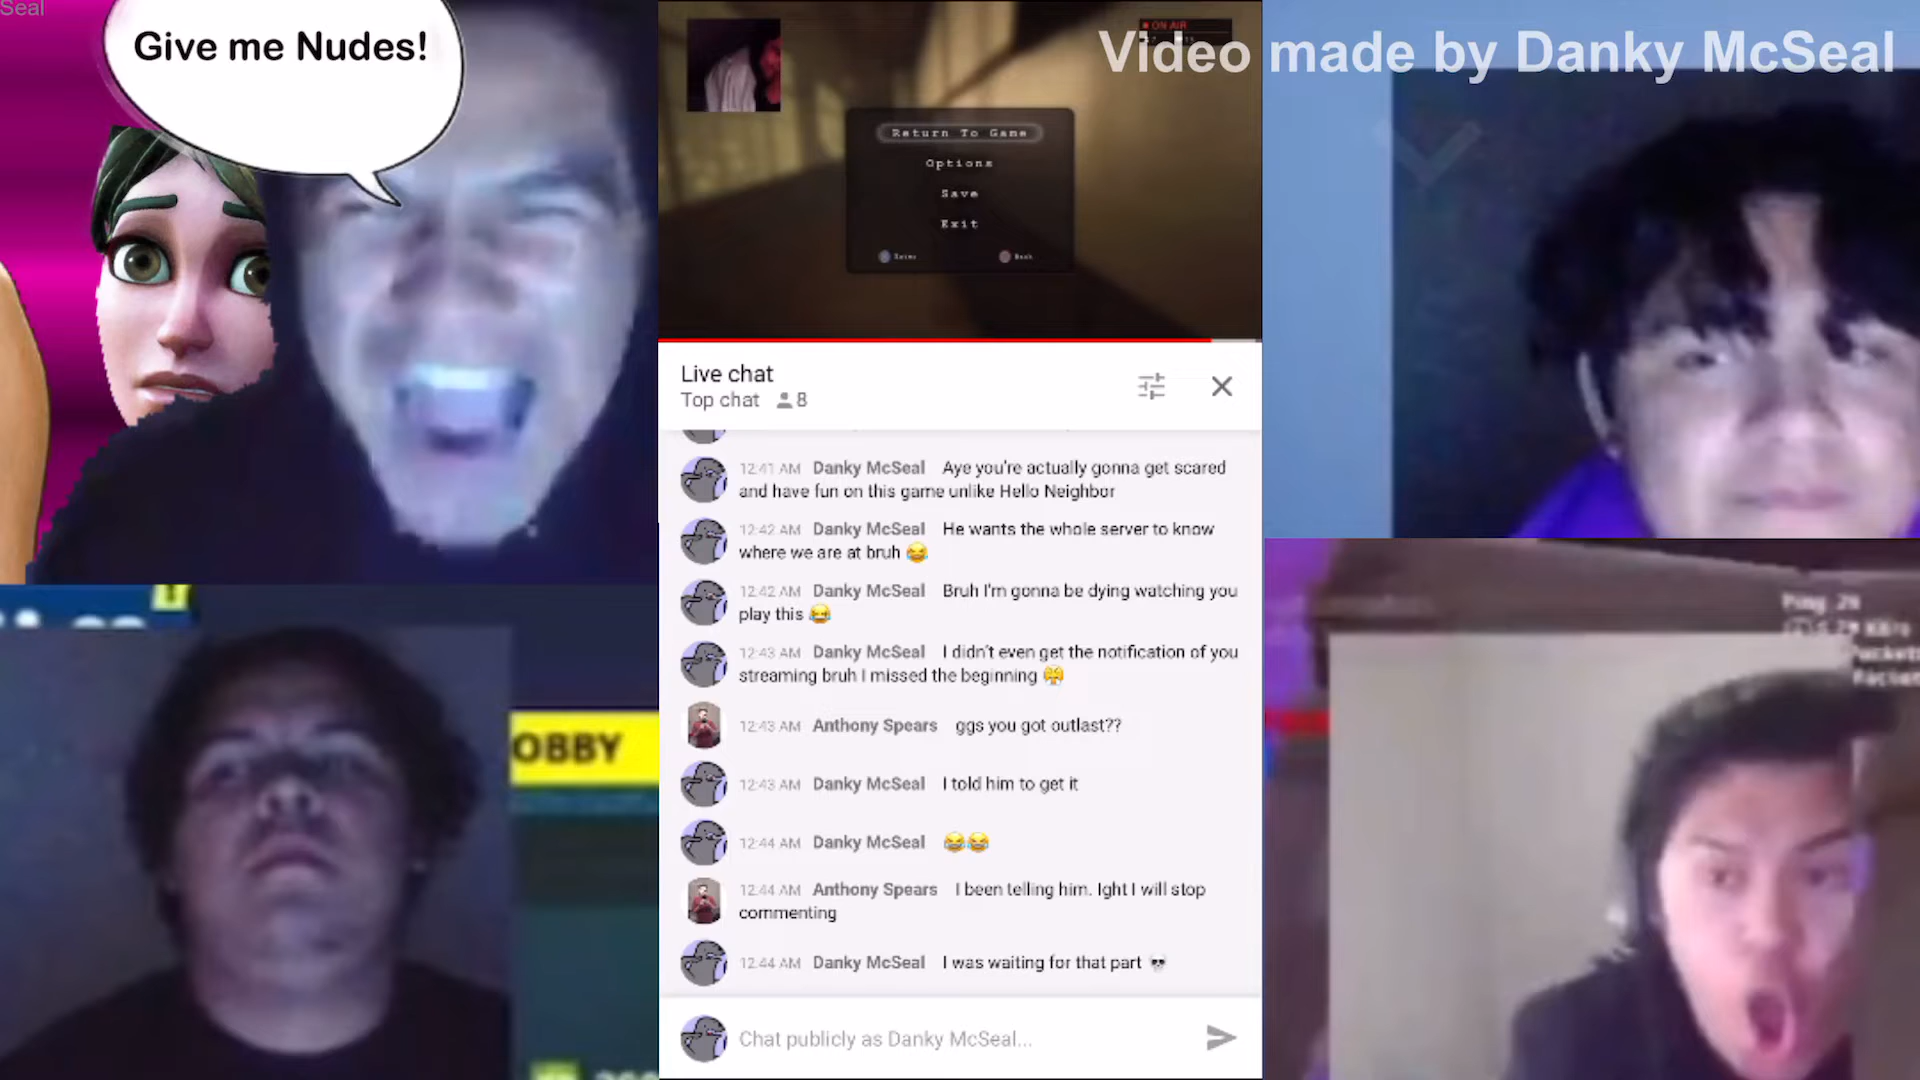 Seal
Give me Nudes!
ON AIR
Video made by Danky McSeal
Return To Game
Options
Save
Exit
Live chat
Top chat 8
12:41 AM Danky McSeal Aye you're actually gonna get scared
and have fun on this game unlike Hello Neighbor
12:42 AM Danky McSeal He wants the whole server to know
where we are at bruh 😂
12:42 AM Danky McSeal Bruh I'm gonna be dying watching you
play this 😂
12:43 AM Danky McSeal I didn't even get the notification of you
streaming bruh I missed the beginning 😤
12:43 AM Anthony Spears ggs you got outlast??
12:43 AM Danky McSeal I told him to get it
12:44 AM Danky McSeal 😂😂
12:44 AM Anthony Spears I been telling him. Ight I will stop
commenting
12:44 AM Danky McSeal I was waiting for that part 💀
Chat publicly as Danky McSeal...
OBBY
Ping